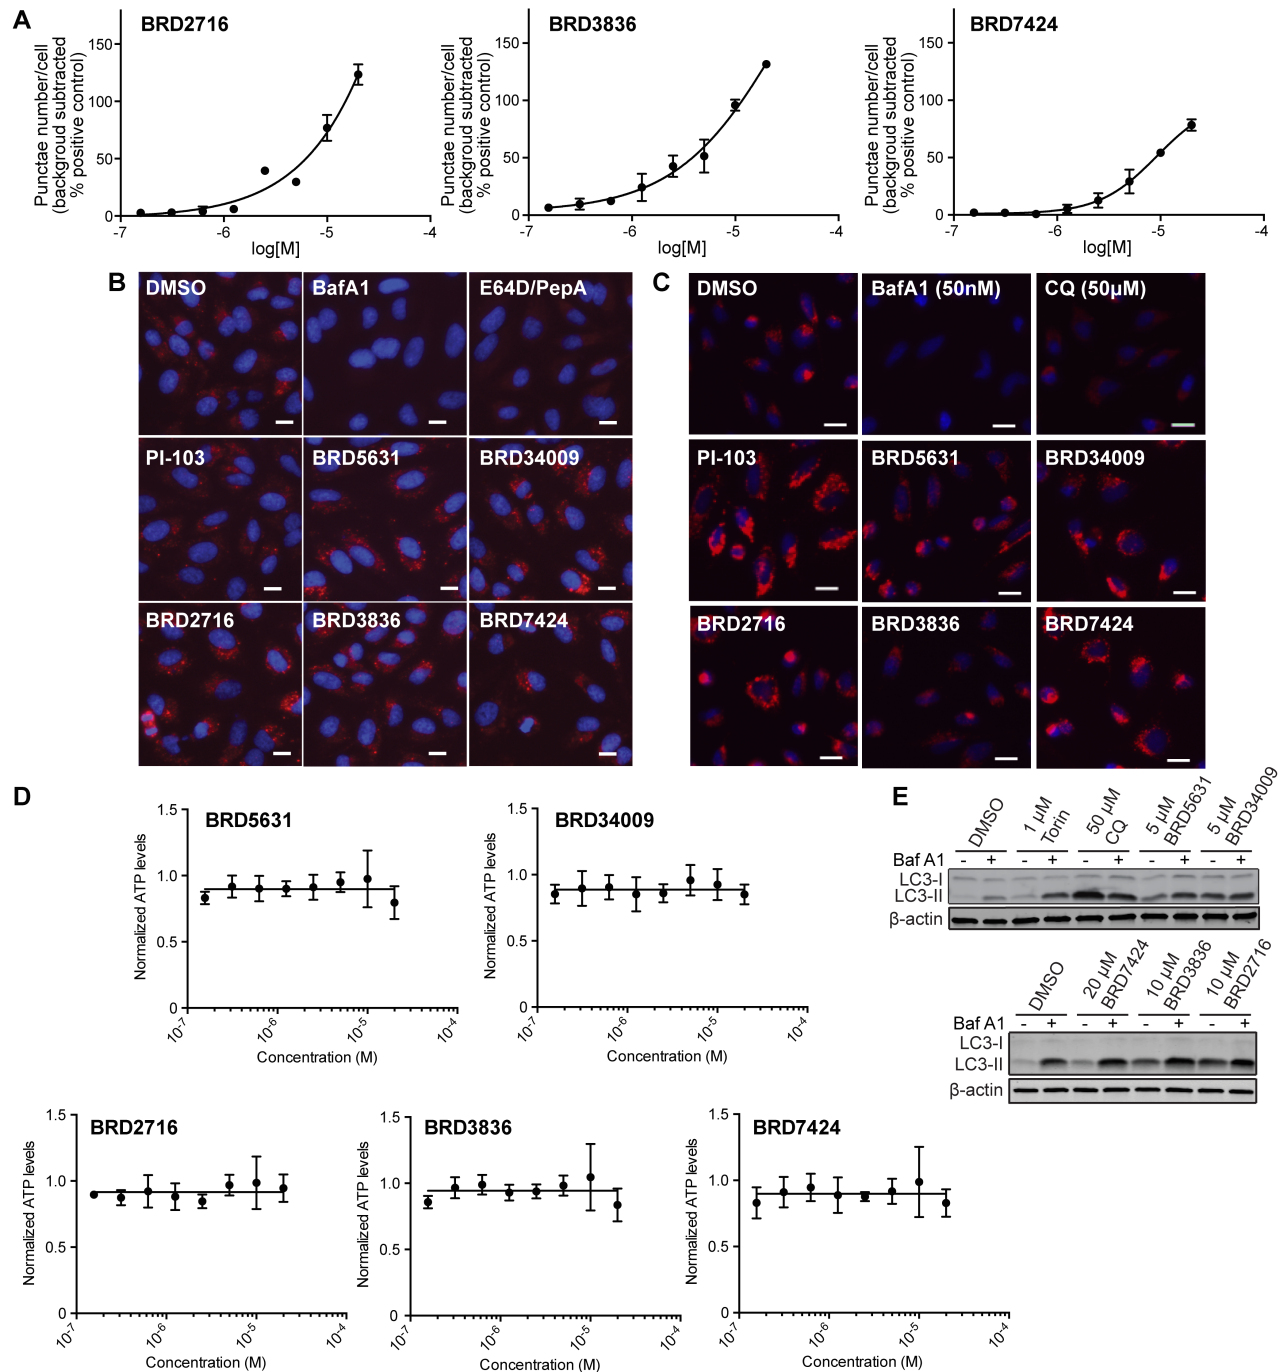 A
BRD2716
BRD3836
BRD7424
Punctae number/cell
(backgroud subtracted
% positive control)
150
100
50
0
-7
-6
-5
-4
log[M]
Punctae number/cell
(backgroud subtracted
% positive control)
150
100
50
0
-7
-6
-5
-4
log[M]
Punctae number/cell
(backgroud subtracted
% positive control)
150
100
50
0
-7
-6
-5
-4
log[M]
B
DMSO
BafA1
E64D/PepA
PI-103
BRD5631
BRD34009
BRD2716
BRD3836
BRD7424
C
DMSO
BafA1 (50nM)
CQ (50µM)
PI-103
BRD5631
BRD34009
BRD2716
BRD3836
BRD7424
D
BRD5631
Normalized ATP levels
1.5
1.0
0.5
0
10-7
10-6
10-5
10-4
Concentration (M)
BRD34009
Normalized ATP levels
1.5
1.0
0.5
0
10-7
10-6
10-5
10-4
Concentration (M)
BRD2716
Normalized ATP levels
1.5
1.0
0.5
0
10-7
10-6
10-5
10-4
Concentration (M)
BRD3836
Normalized ATP levels
1.5
1.0
0.5
0
10-7
10-6
10-5
10-4
Concentration (M)
BRD7424
Normalized ATP levels
1.5
1.0
0.5
0
10-7
10-6
10-5
10-4
Concentration (M)
E
DMSO
1 µM
Torin
50 µM
CQ
5 µM
BRD5631
5 µM
BRD34009
Baf A1 - + - + - + - + - +
LC3-I
LC3-II
β-actin
DMSO
20 µM
BRD7424
10 µM
BRD3836
10 µM
BRD2716
Baf A1 - + - + - + - +
LC3-I
LC3-II
β-actin